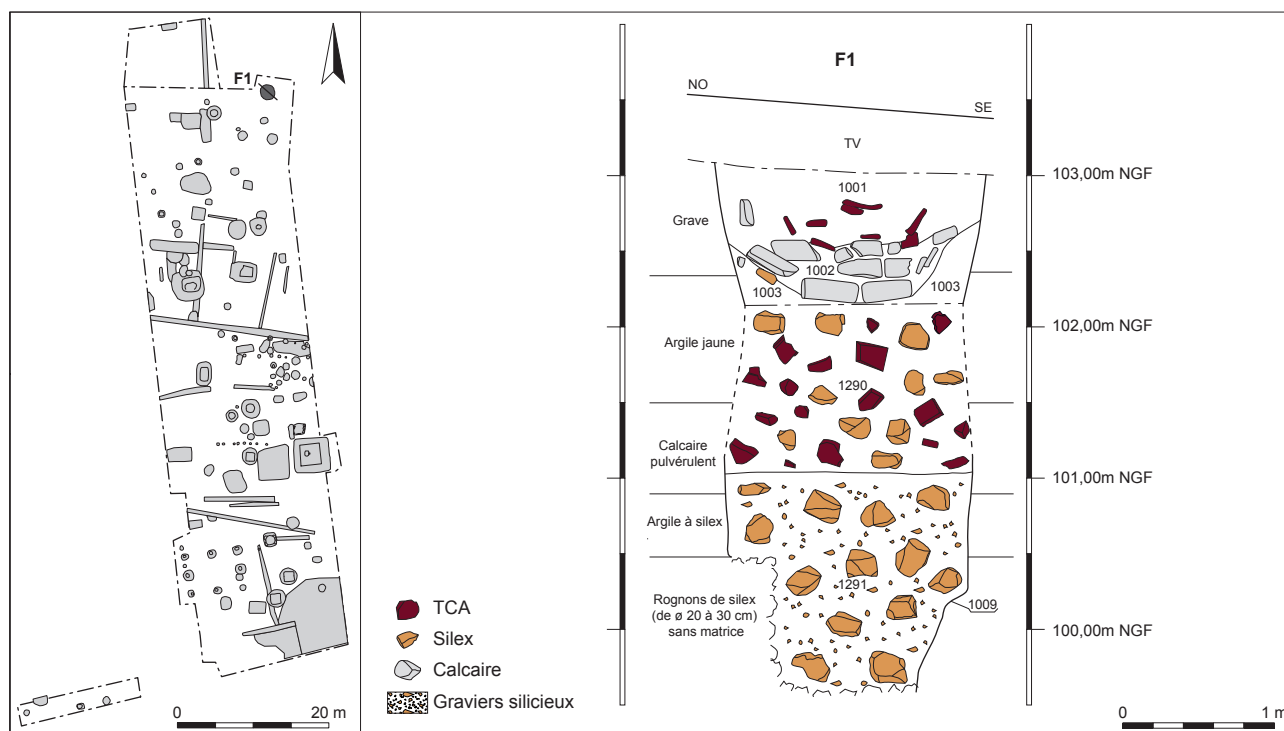 F1
0
20 m
TCA
Silex
Calcaire
Graviers silicieux
F1
NO
SE
TV
103,00m NGF
1001
Grave
1002
1003
1003
102,00m NGF
Argile jaune
1290
Calcaire
pulvérulent
101,00m NGF
Argile à silex
1291
Rognons de silex
(de ø 20 à 30 cm)
sans matrice
1009
100,00m NGF
0
1 m